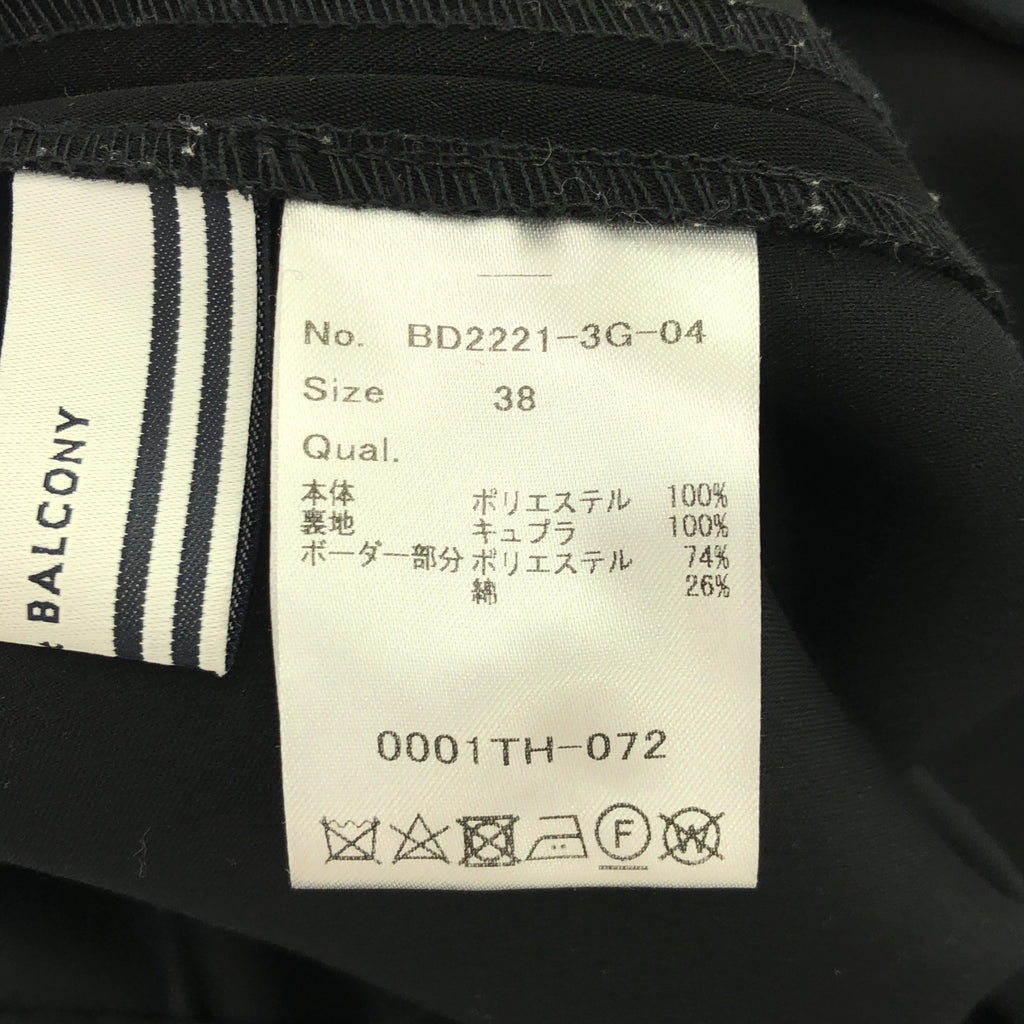 BALCONY
No. BD2221-3G-04
Size 38
Qual.
本体 ポリエステル 100%
裏地 キュプラ 100%
ボーダー部分 ポリエステル 74%
綿 26%
0001TH-072
F W